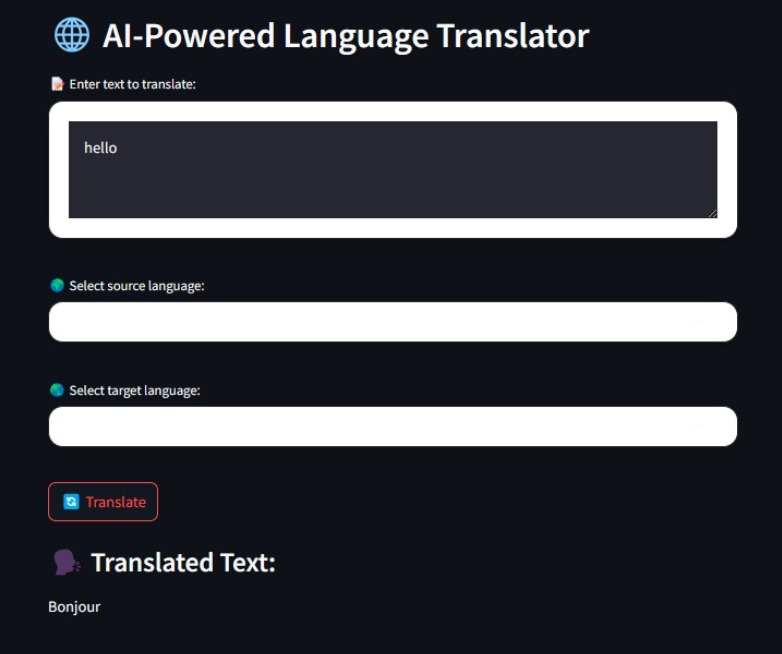 AI-Powered Language Translator
Enter text to translate:
hello
Select source language:
Select target language:
Translate
Translated Text:
Bonjour